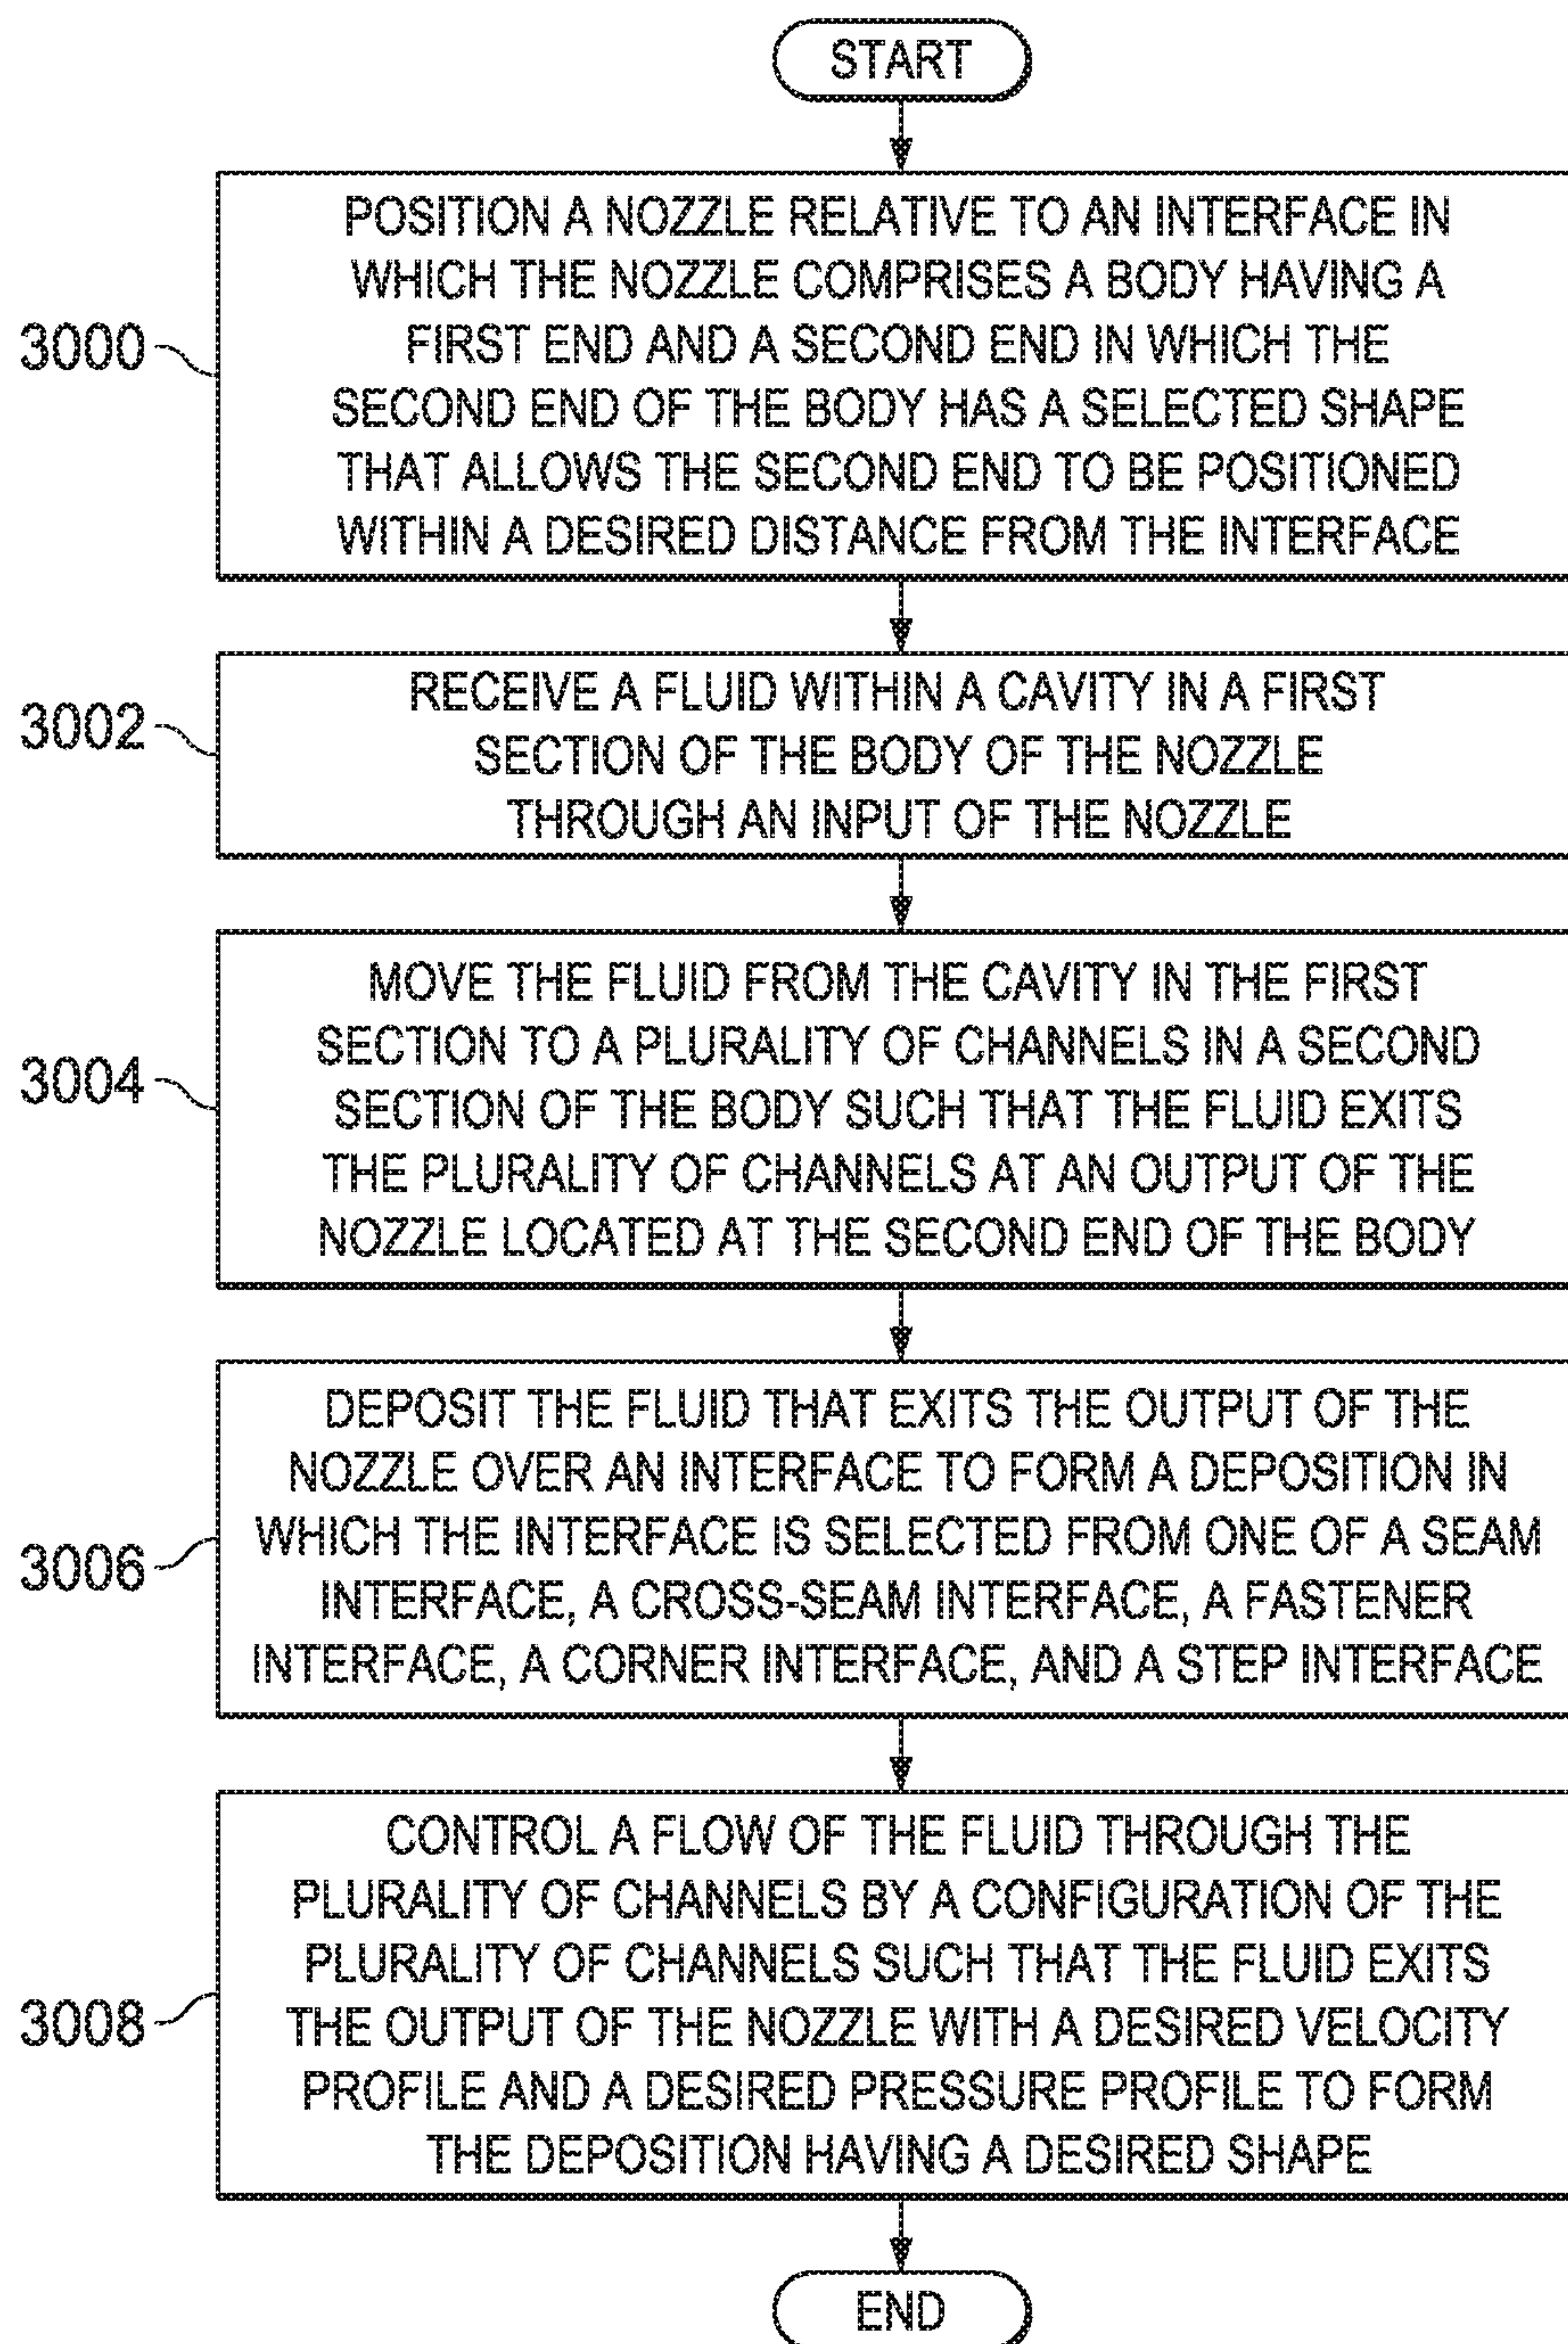 START
POSITION A NOZZLE RELATIVE TO AN INTERFACE IN
WHICH THE NOZZLE COMPRISES A BODY HAVING A
3000
FIRST END AND A SECOND END IN WHICH THE
SECOND END OF THE BODY HAS A SELECTED SHAPE
THAT ALLOWS THE SECOND END TO BE POSITIONED
WITHIN A DESIRED DISTANCE FROM THE INTERFACE
RECEIVE A FLUID WITHIN A CAVITY IN A FIRST
3002
SECTION OF THE BODY OF THE NOZZLE
THROUGH AN INPUT OF THE NOZZLE
MOVE THE FLUID FROM THE CAVITY IN THE FIRST
SECTION TO A PLURALITY OF CHANNELS IN A SECOND
3004
SECTION OF THE BODY SUCH THAT THE FLUID EXITS
THE PLURALITY OF CHANNELS AT AN OUTPUT OF THE
NOZZLE LOCATED AT THE SECOND END OF THE BODY
DEPOSIT THE FLUID THAT EXITS THE OUTPUT OF THE
NOZZLE OVER AN INTERFACE TO FORM A DEPOSITION IN
WHICH THE INTERFACE IS SELECTED FROM ONE OF A SEAM
3006
INTERFACE, A CROSS-SEAM INTERFACE, A FASTENER
INTERFACE, A CORNER INTERFACE, AND A STEP INTERFACE
CONTROL A FLOW OF THE FLUID THROUGH THE
PLURALITY OF CHANNELS BY A CONFIGURATION OF THE
PLURALITY OF CHANNELS SUCH THAT THE FLUID EXITS
3008
THE OUTPUT OF THE NOZZLE WITH A DESIRED VELOCITY
PROFILE AND A DESIRED PRESSURE PROFILE TO FORM
THE DEPOSITION HAVING A DESIRED SHAPE
END